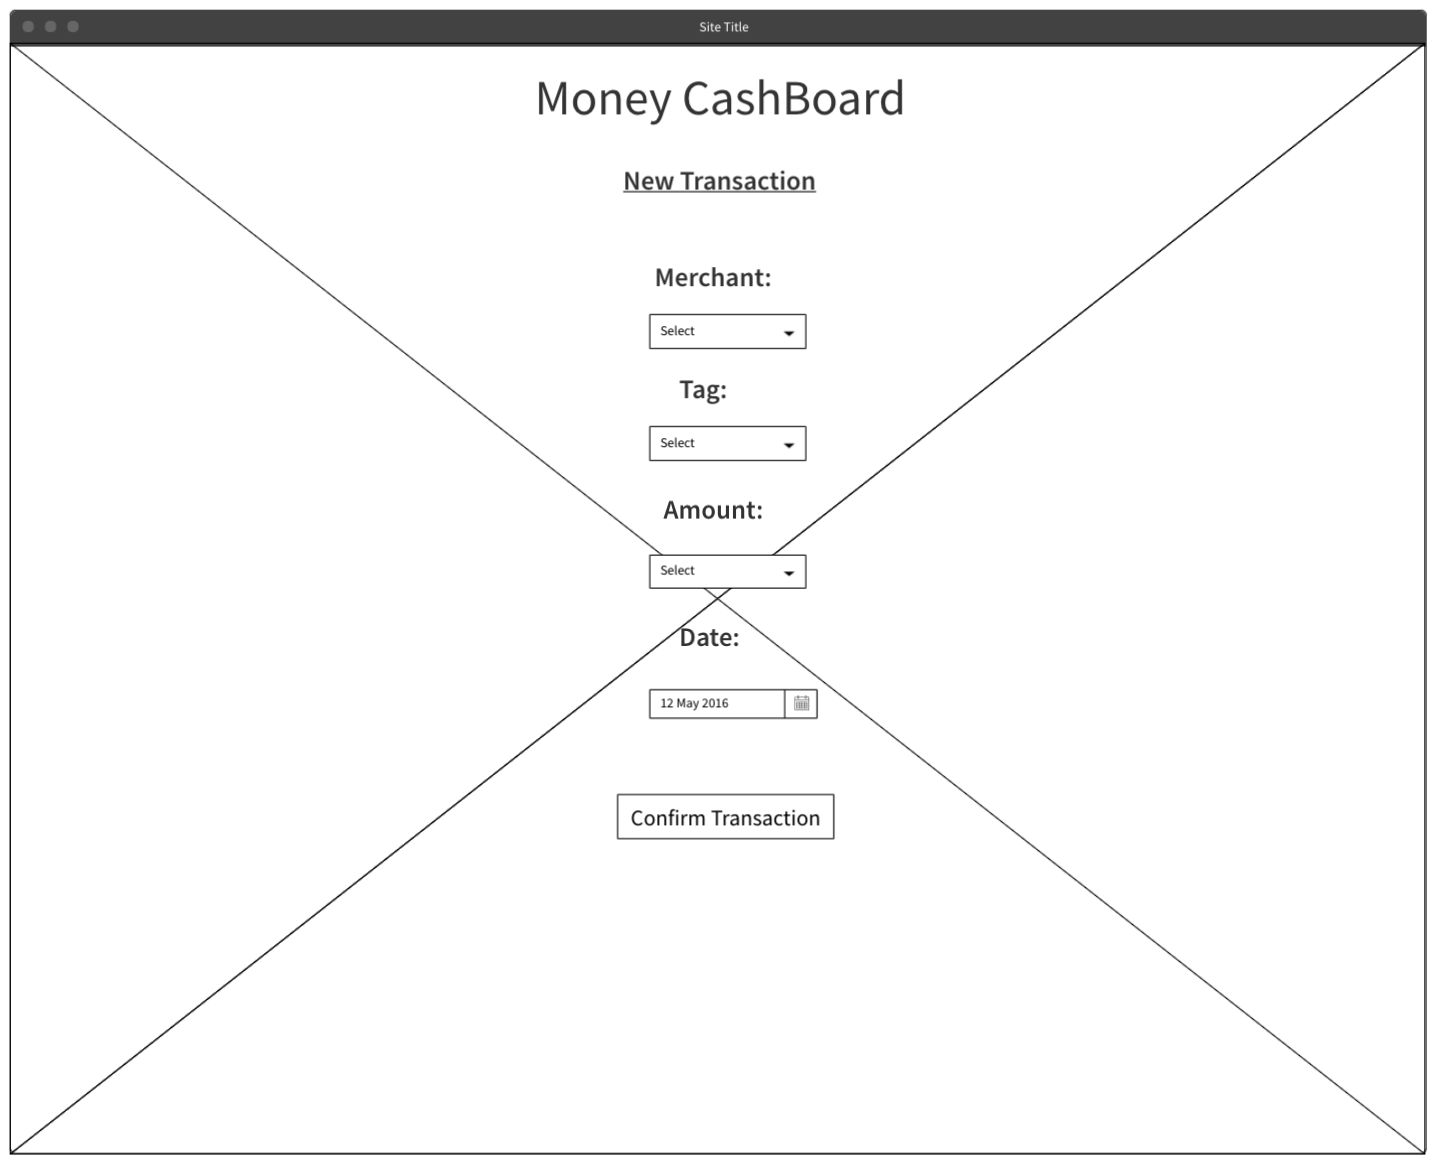 Site Title
Money CashBoard
New Transaction
Merchant:
Select
Tag:
Select
Amount:
Select
Date:
12 May 2016
Confirm Transaction